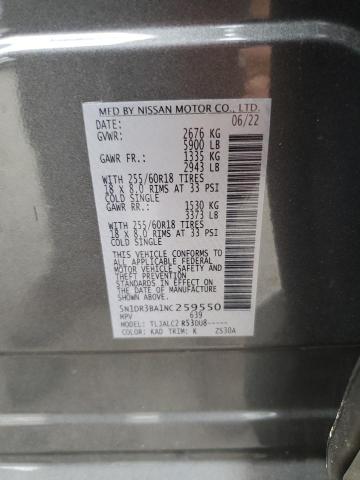 MFD BY NISSAN MOTOR CO., LTD.
DATE: 06/22
GVWR: 2676 KG
5900 LB
GAWR FR.: 1335 KG
2943 LB
WITH 255/60R18 TIRES
18 X 8.0 RIMS AT 33 PSI
COLD SINGLE
GAWR RR.: 1530 KG
3373 LB
WITH 255/60R18 TIRES
18 X 8.0 RIMS AT 33 PSI
COLD SINGLE
THIS VEHICLE CONFORMS TO
ALL APPLICABLE FEDERAL
MOTOR VEHICLE SAFETY AND
THEFT PREVENTION STANDARDS
IN EFFECT ON THE DATE OF
MANUFACTURE SHOWN ABOVE.
5N1DR3BA1NC259550
MPV 639
MODEL: TLJALC2 R53DU8-----
COLOR: KAD TRIM: K ZS30A